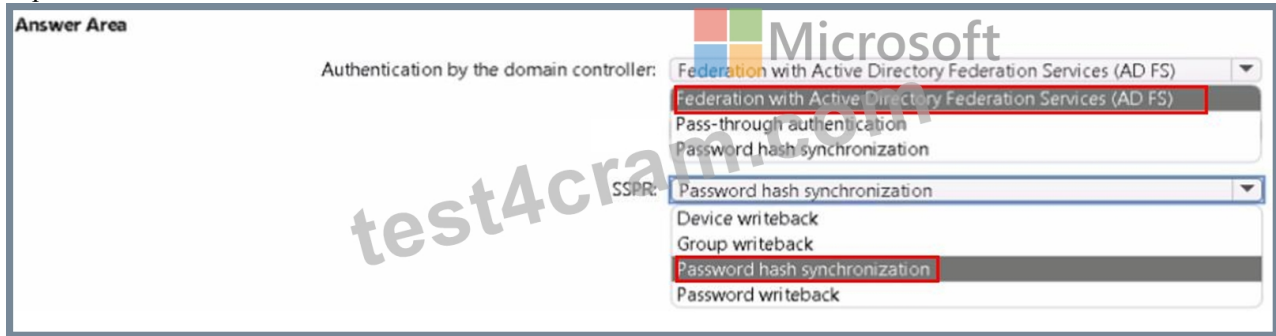 Answer Area
Microsoft
Authentication by the domain controller: Federation with Active Directory Federation Services (AD FS)
Federation with Active Directory Federation Services (AD FS)
Pass-through authentication
Password hash synchronization
test4cram.com
SSPR: Password hash synchronization
Device writeback
Group writeback
Password hash synchronization
Password writeback